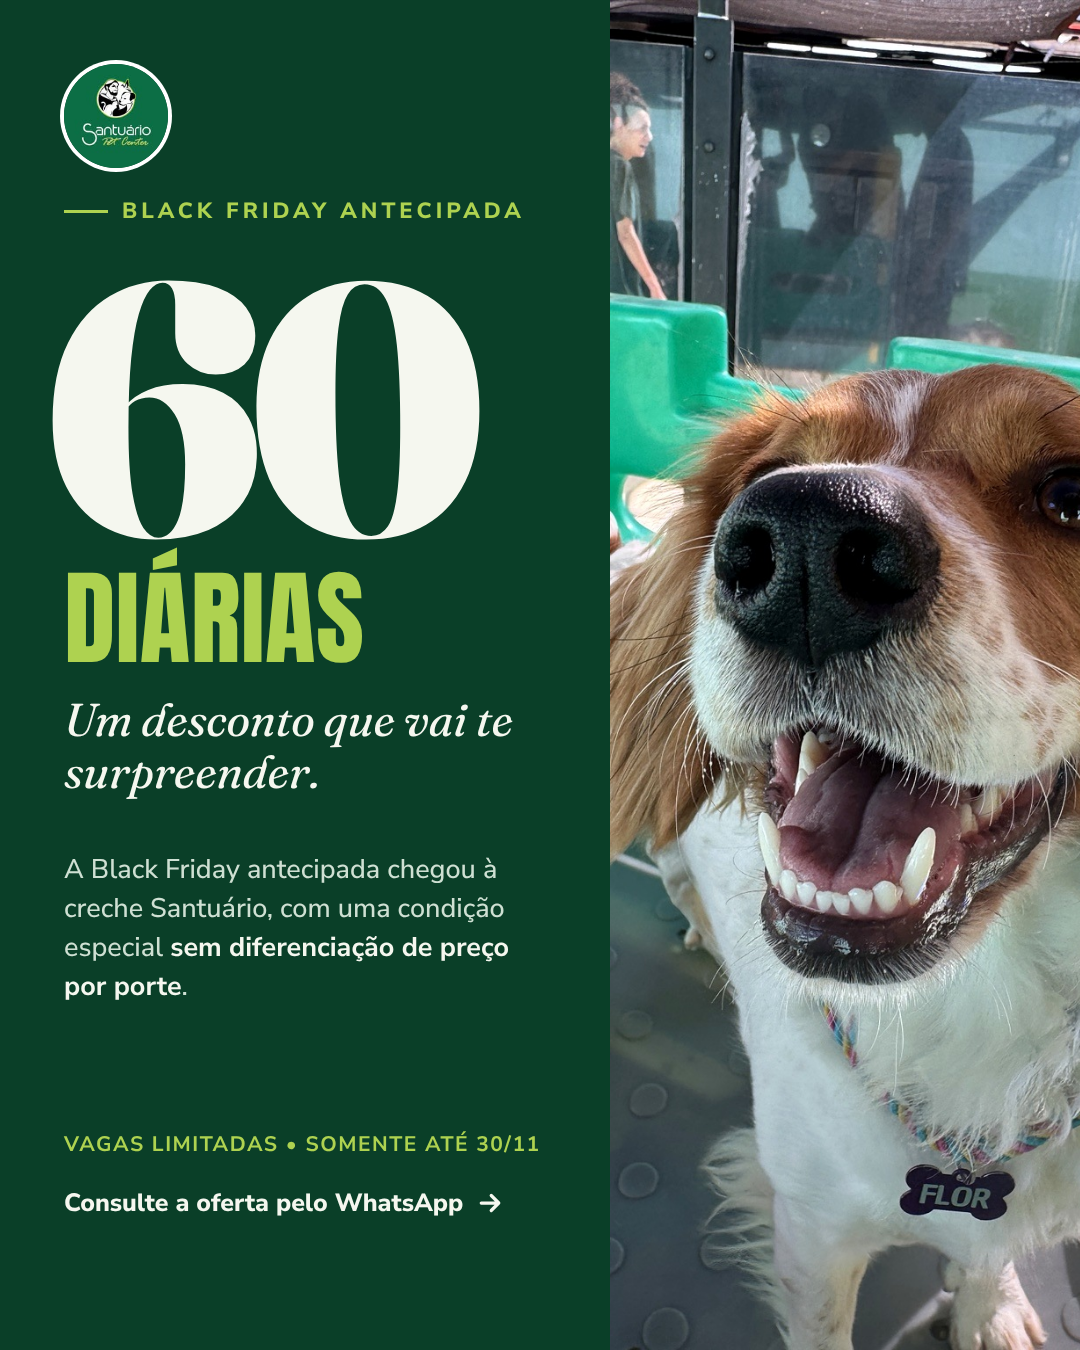 Santuário
Pet Center
BLACK FRIDAY ANTECIPADA
60
DIÁRIAS
Um desconto que vai te
surpreender.
A Black Friday antecipada chegou à
creche Santuário, com uma condição
especial sem diferenciação de preço
por porte.
VAGAS LIMITADAS • SOMENTE ATÉ 30/11
Consulte a oferta pelo WhatsApp →
FLOR